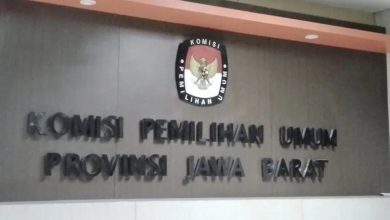 KOMISI
PEMILIHAN UMUM
KOMISI PEMILIHAN UMUM
PROVINSI JAWA BARAT